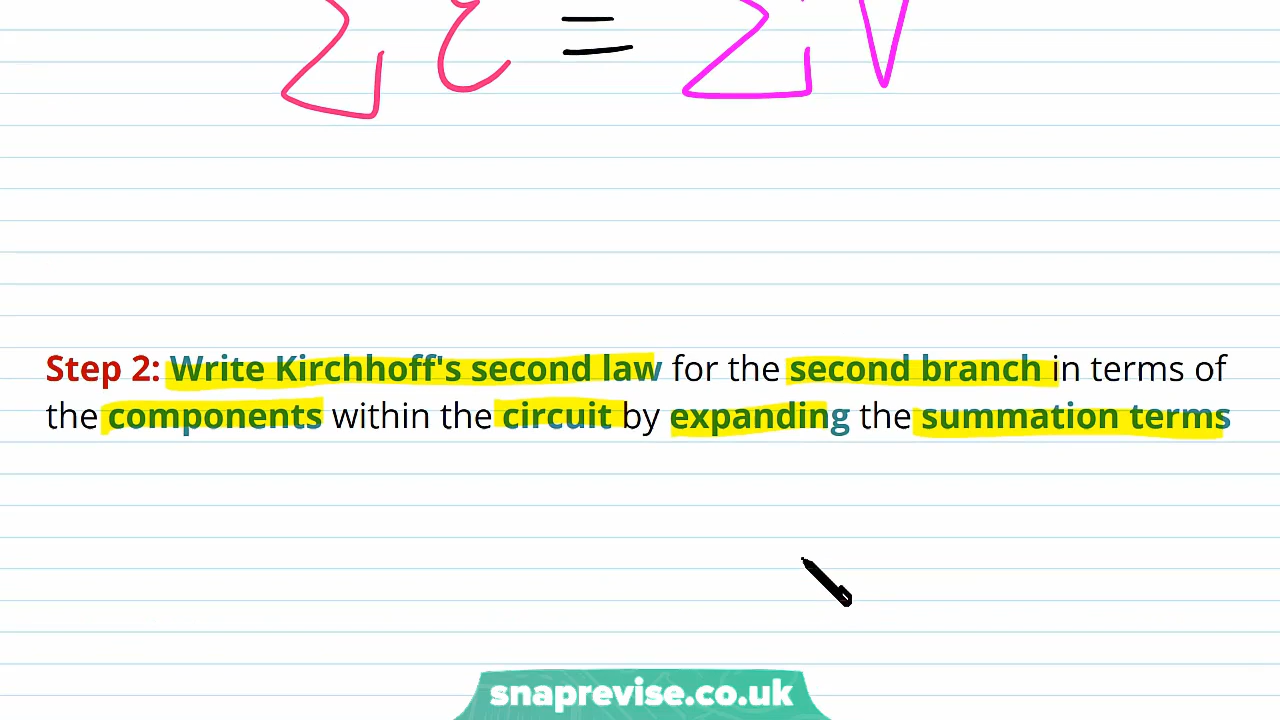 Σε = ΣV
Step 2: Write Kirchhoff's second law for the second branch in terms of
the components within the circuit by expanding the summation terms
snaprevise.co.uk